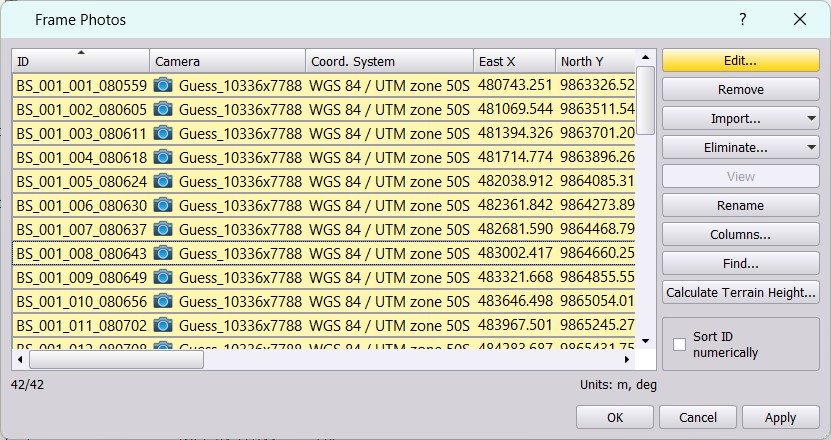 Frame Photos
ID Camera Coord. System East X North Y
BS_001_001_080559 Guess_10336x7788 WGS 84 / UTM zone 50S 480743.251 9863326.52
BS_001_002_080605 Guess_10336x7788 WGS 84 / UTM zone 50S 481069.544 9863511.54
BS_001_003_080611 Guess_10336x7788 WGS 84 / UTM zone 50S 481394.326 9863701.20
BS_001_004_080618 Guess_10336x7788 WGS 84 / UTM zone 50S 481714.774 9863896.26
BS_001_005_080624 Guess_10336x7788 WGS 84 / UTM zone 50S 482038.912 9864085.31
BS_001_006_080630 Guess_10336x7788 WGS 84 / UTM zone 50S 482361.842 9864273.89
BS_001_007_080637 Guess_10336x7788 WGS 84 / UTM zone 50S 482681.590 9864468.79
BS_001_008_080643 Guess_10336x7788 WGS 84 / UTM zone 50S 483002.417 9864660.25
BS_001_009_080649 Guess_10336x7788 WGS 84 / UTM zone 50S 483321.668 9864855.55
BS_001_010_080656 Guess_10336x7788 WGS 84 / UTM zone 50S 483646.498 9865054.01
BS_001_011_080702 Guess_10336x7788 WGS 84 / UTM zone 50S 483967.501 9865245.27
BS_001_012_080708 Guess_10336x7788 WGS 84 / UTM zone 50S 484283.687 9865431.75
Edit...
Remove
Import...
Eliminate...
View
Rename
Columns...
Find...
Calculate Terrain Height...
Sort ID
numerically
42/42
Units: m, deg
OK Cancel Apply